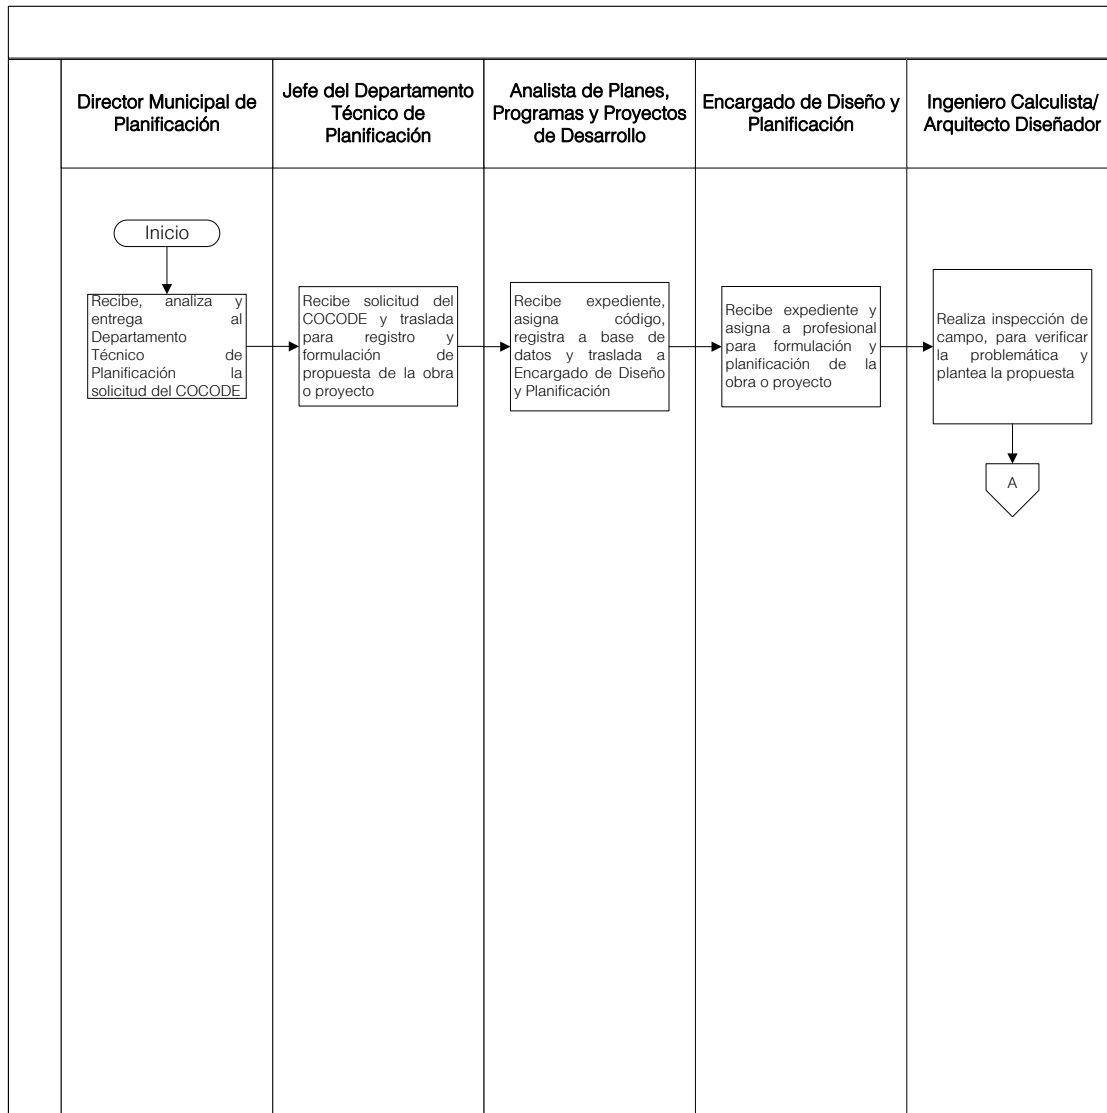 Director Municipal de
Planificación
Jefe del Departamento
Técnico de
Planificación
Analista de Planes,
Programas y Proyectos
de Desarrollo
Encargado de Diseño y
Planificación
Ingeniero Calculista/
Arquitecto Diseñador
Inicio
Recibe, analiza y
entrega al
Departamento
Técnico de
Planificación la
solicitud del COCODE
Recibe solicitud del
COCODE y traslada
para registro y
formulación de
propuesta de la obra
o proyecto
Recibe expediente,
asigna código,
registra a base de
datos y traslada a
Encargado de Diseño
y Planificación
Recibe expediente y
asigna a profesional
para formulación y
planificación de la
obra o proyecto
Realiza inspección de
campo, para verificar
la problemática y
plantea la propuesta
A